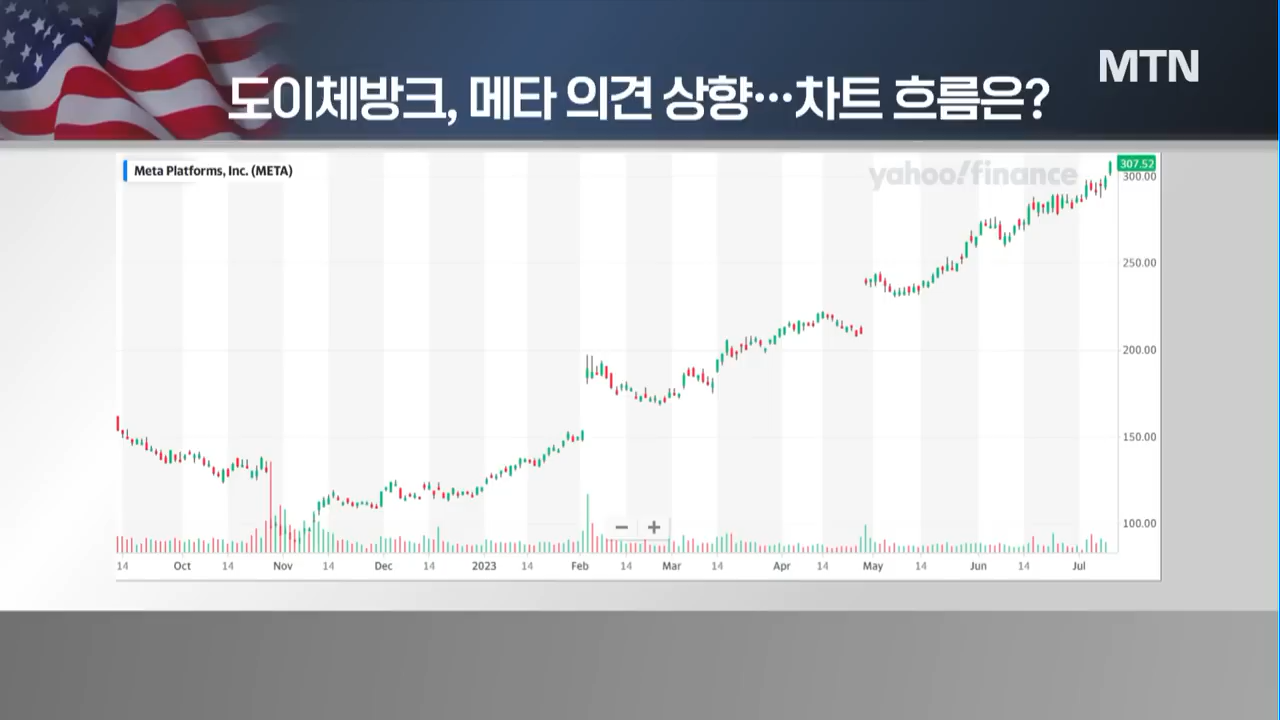 MTN
도이체방크, 메타 의견 상향…차트 흐름은?
Meta Platforms, Inc. (META)
yahoo!finance
307.52
300.00
250.00
200.00
150.00
100.00
− +
14 Oct 14 Nov 14 Dec 14 2023 14 Feb 14 Mar 14 Apr 14 May 14 Jun 14 Jul